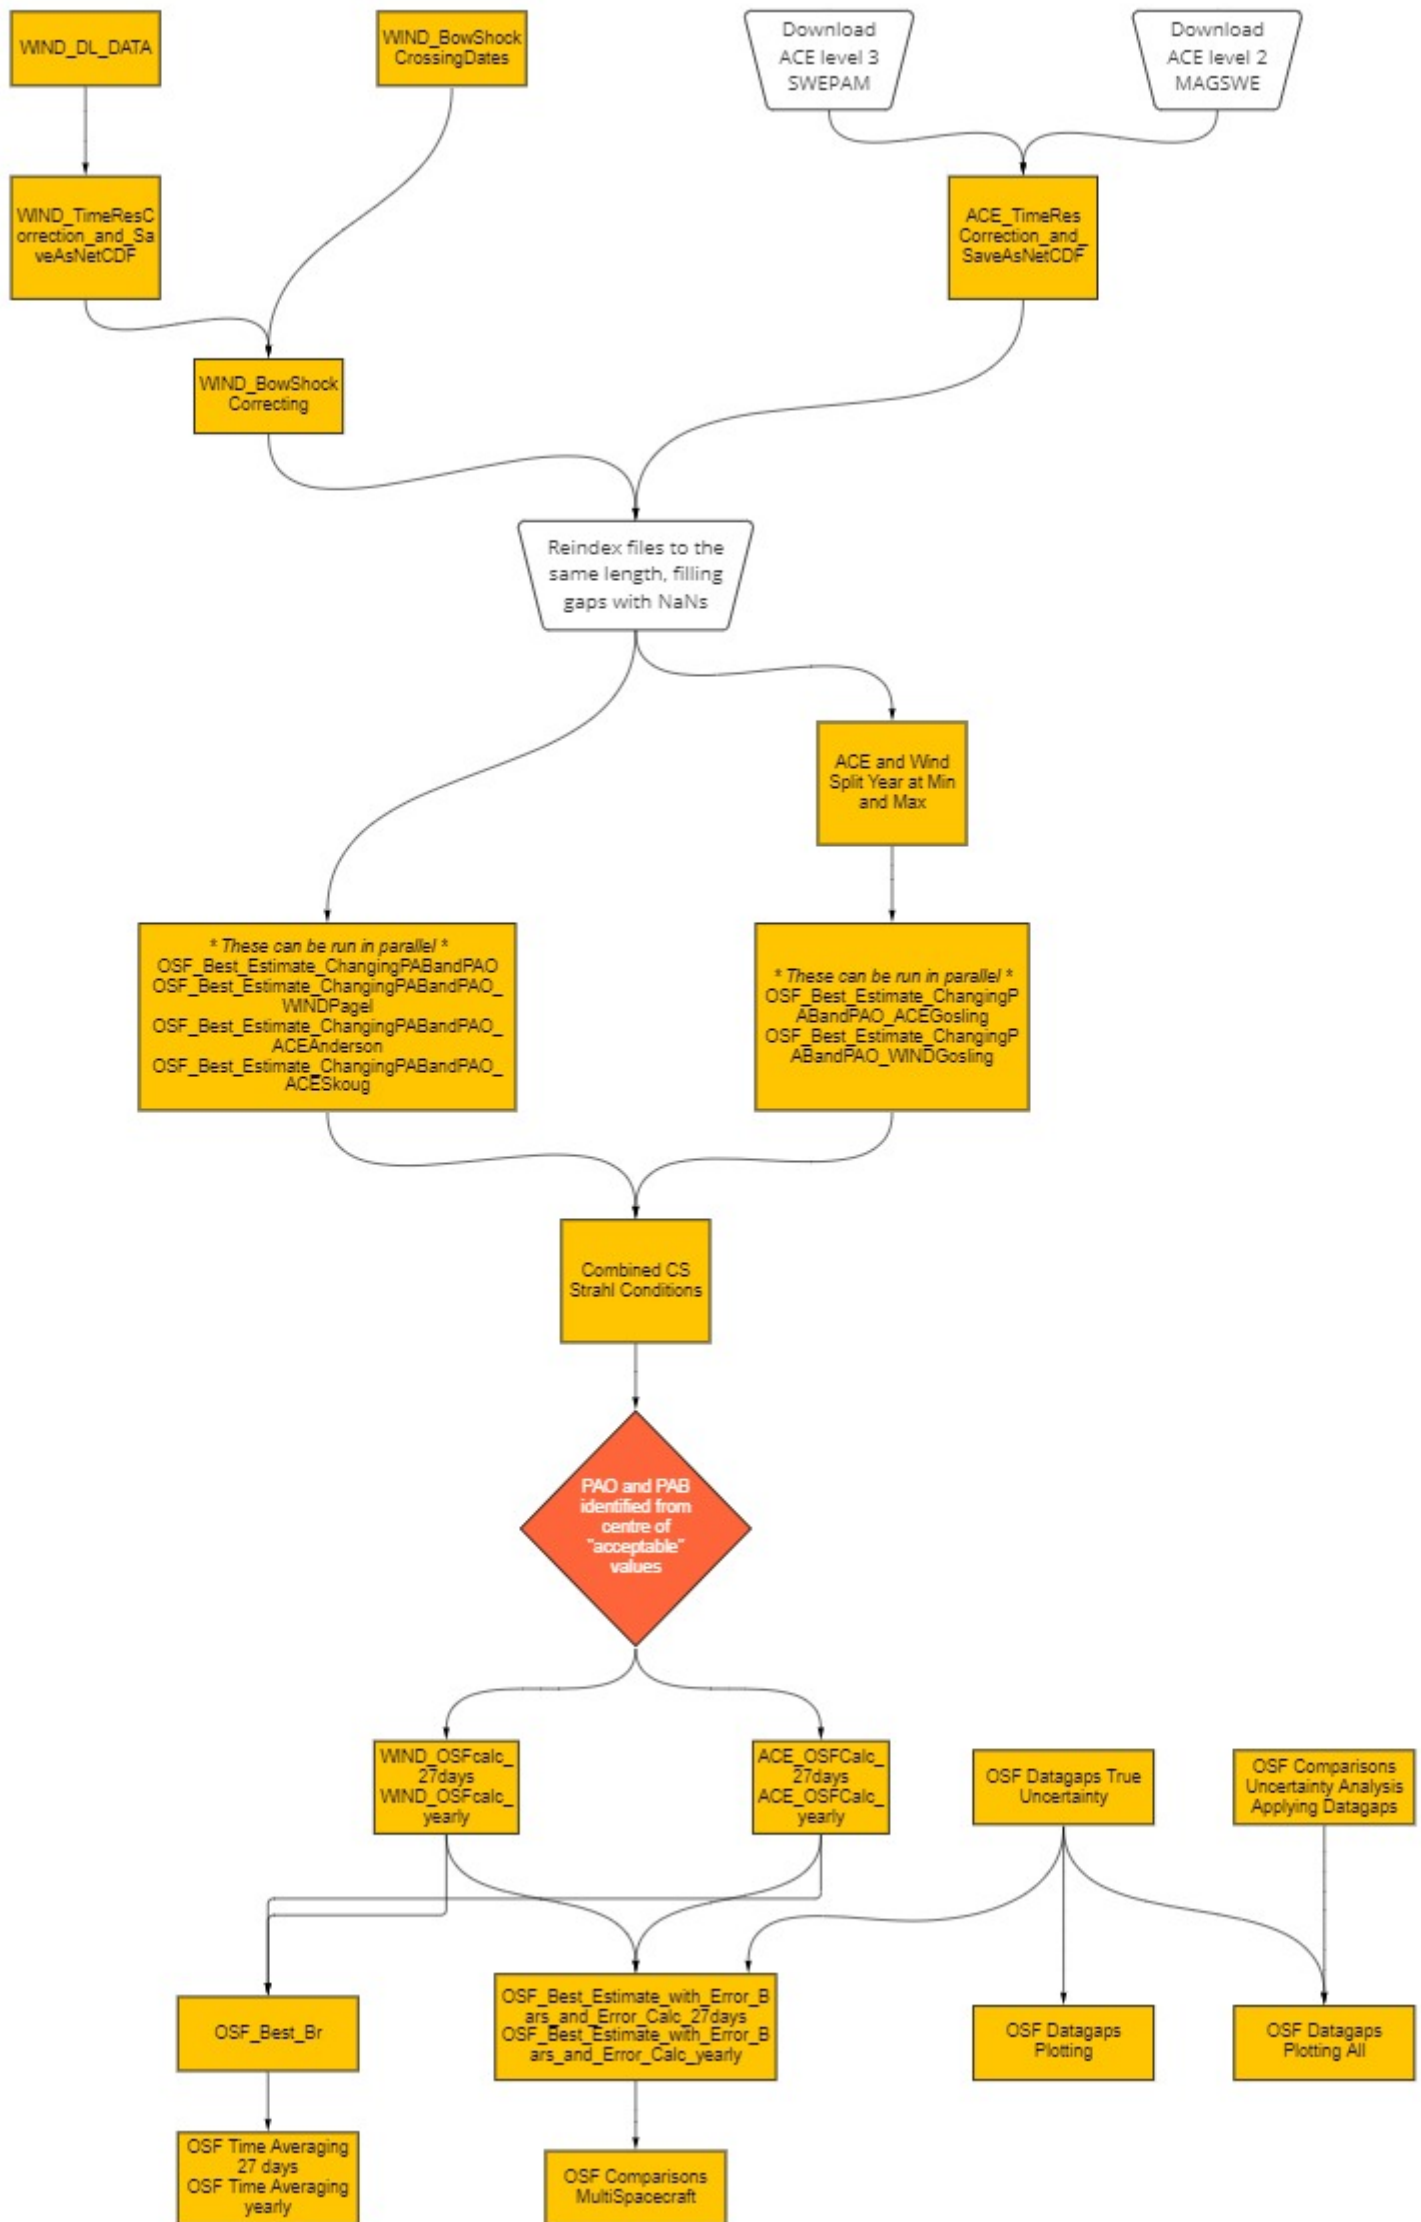 WIND_DL_DATA
WIND_BowShock
CrossingDates
Download
ACE level 3
SWEPAM
Download
ACE level 2
MAGSWE
WIND_TimeResC
orrection_and_Sa
veAsNetCDF
ACE_TimeRes
Correction_and_
SaveAsNetCDF
WIND_BowShock
Correcting
Reindex files to the
same length, filling
gaps with NaNs
ACE and Wind
Split Year at Min
and Max
* These can be run in parallel *
OSF_Best_Estimate_ChangingPABandPAO
OSF_Best_Estimate_ChangingPABandPAO_
WINDPagel
OSF_Best_Estimate_ChangingPABandPAO_
ACEAnderson
OSF_Best_Estimate_ChangingPABandPAO_
ACESkoug
* These can be run in parallel *
OSF_Best_Estimate_ChangingP
ABandPAO_ACEGosling
OSF_Best_Estimate_ChangingP
ABandPAO_WINDGosling
Combined CS
Strahl Conditions
PAO and PAB
identified from
centre of
"acceptable"
values
WIND_OSFcalc_
27days
WIND_OSFcalc_
yearly
ACE_OSFCalc_
27days
ACE_OSFCalc_
yearly
OSF Datagaps True
Uncertainty
OSF Comparisons
Uncertainty Analysis
Applying Datagaps
OSF_Best_Br
OSF_Best_Estimate_with_Error_B
ars_and_Error_Calc_27days
OSF_Best_Estimate_with_Error_B
ars_and_Error_Calc_yearly
OSF Datagaps
Plotting
OSF Datagaps
Plotting All
OSF Time Averaging
27 days
OSF Time Averaging
yearly
OSF Comparisons
MultiSpacecraft